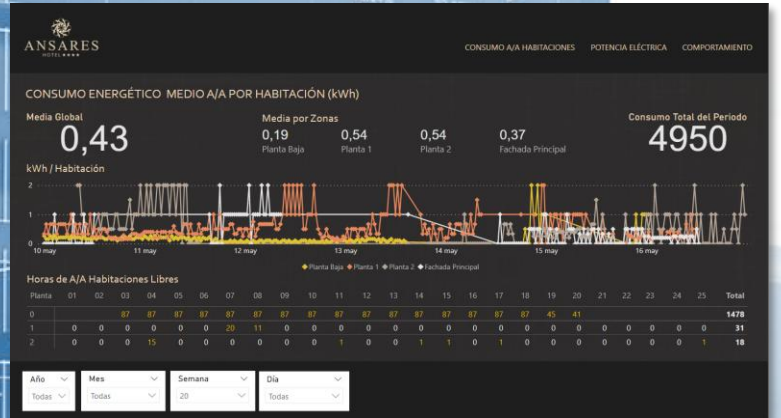 ANSARES
HOTEL★★★★
CONSUMO A/A HABITACIONES POTENCIA ELÉCTRICA COMPORTAMIENTO
CONSUMO ENERGÉTICO MEDIO A/A POR HABITACIÓN (kWh)
Media Global Media por Zonas Consumo Total del Periodo
0,43 0,19 0,54 0,54 0,37 4950
Planta Baja Planta 1 Planta 2 Fachada Principal
kWh / Habitación
2
1
0
10 may 11 may 12 may 13 may 14 may 15 may 16 may
Planta Baja Planta 1 Planta 2 Fachada Principal
Horas de A/A Habitaciones Libres
Planta 01 02 03 04 05 06 07 08 09 10 11 12 13 14 15 16 17 18 19 20 21 22 23 24 25 Total
0 87 87 87 87 87 87 87 87 87 87 87 87 87 87 87 87 45 41 1478
1 0 0 0 0 0 0 20 11 0 0 0 0 0 0 0 0 0 0 0 0 0 0 0 0 0 31
2 0 0 0 15 0 0 0 0 0 0 1 0 0 1 1 0 1 0 0 0 0 0 0 0 1 18
Año Mes Semana Día
Todas Todas 20 Todas